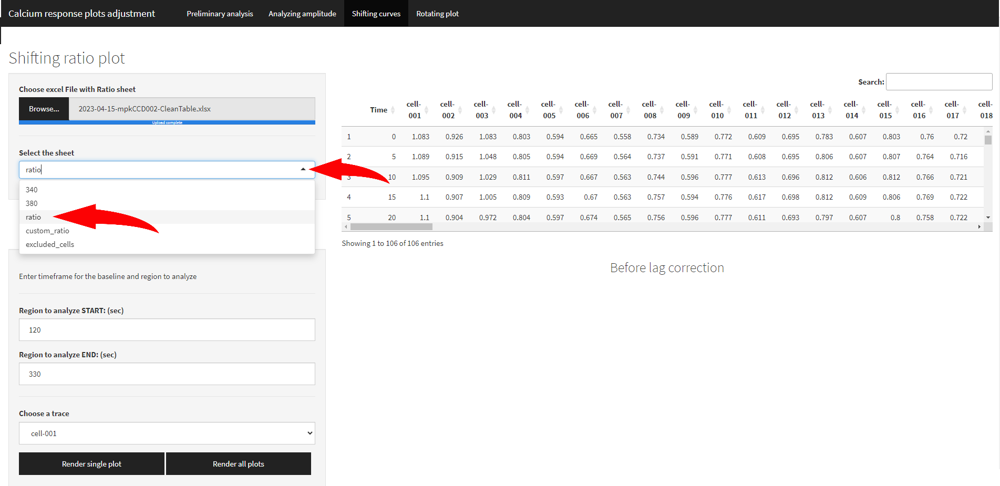 Calcium response plots adjustment Preliminary analysis Analyzing amplitude Shifting curves Rotating plot
Shifting ratio plot
Choose excel File with Ratio sheet
Browse... 2023-04-15-mpkCCD002-CleanTable.xlsx
Upload complete
Select the sheet
ratio
340
380
ratio
custom_ratio
excluded_cells
Enter timeframe for the baseline and region to analyze
Region to analyze START: (sec)
120
Region to analyze END: (sec)
330
Choose a trace
cell-001
Render single plot Render all plots
Search:
Time cell-001 cell-002 cell-003 cell-004 cell-005 cell-006 cell-007 cell-008 cell-009 cell-010 cell-011 cell-012 cell-013 cell-014 cell-015 cell-016 cell-017 cell-018
1 0 1.083 0.926 1.083 0.803 0.594 0.665 0.558 0.734 0.589 0.772 0.609 0.695 0.783 0.607 0.803 0.76 0.72
2 5 1.089 0.915 1.048 0.805 0.594 0.669 0.564 0.737 0.591 0.771 0.608 0.695 0.806 0.607 0.807 0.764 0.716
3 10 1.095 0.909 1.029 0.811 0.597 0.667 0.563 0.744 0.596 0.777 0.613 0.696 0.812 0.606 0.812 0.766 0.721
4 15 1.1 0.907 1.005 0.809 0.593 0.67 0.563 0.757 0.594 0.776 0.617 0.698 0.812 0.609 0.806 0.769 0.722
5 20 1.1 0.904 0.972 0.804 0.597 0.674 0.565 0.756 0.596 0.777 0.611 0.693 0.797 0.607 0.8 0.758 0.722
Showing 1 to 106 of 106 entries
Before lag correction